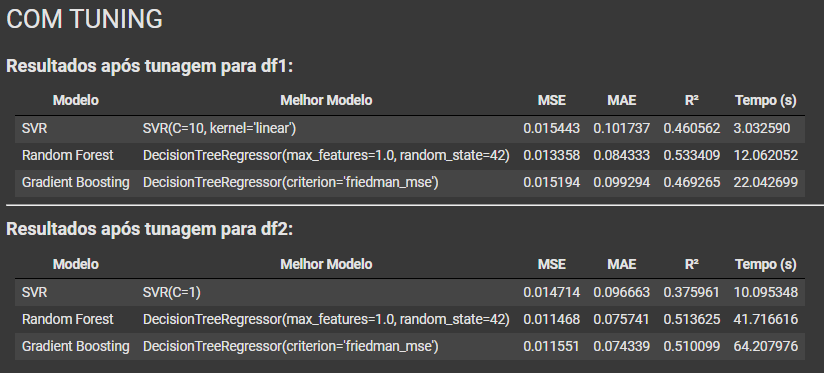 COM TUNING
Resultados após tunagem para df1:
Modelo Melhor Modelo MSE MAE R² Tempo (s)
SVR SVR(C=10, kernel='linear') 0.015443 0.101737 0.460562 3.032590
Random Forest DecisionTreeRegressor(max_features=1.0, random_state=42) 0.013358 0.084333 0.533409 12.062052
Gradient Boosting DecisionTreeRegressor(criterion='friedman_mse') 0.015194 0.099294 0.469265 22.042699
Resultados após tunagem para df2:
Modelo Melhor Modelo MSE MAE R² Tempo (s)
SVR SVR(C=1) 0.014714 0.096663 0.375961 10.095348
Random Forest DecisionTreeRegressor(max_features=1.0, random_state=42) 0.011468 0.075741 0.513625 41.716616
Gradient Boosting DecisionTreeRegressor(criterion='friedman_mse') 0.011551 0.074339 0.510099 64.207976